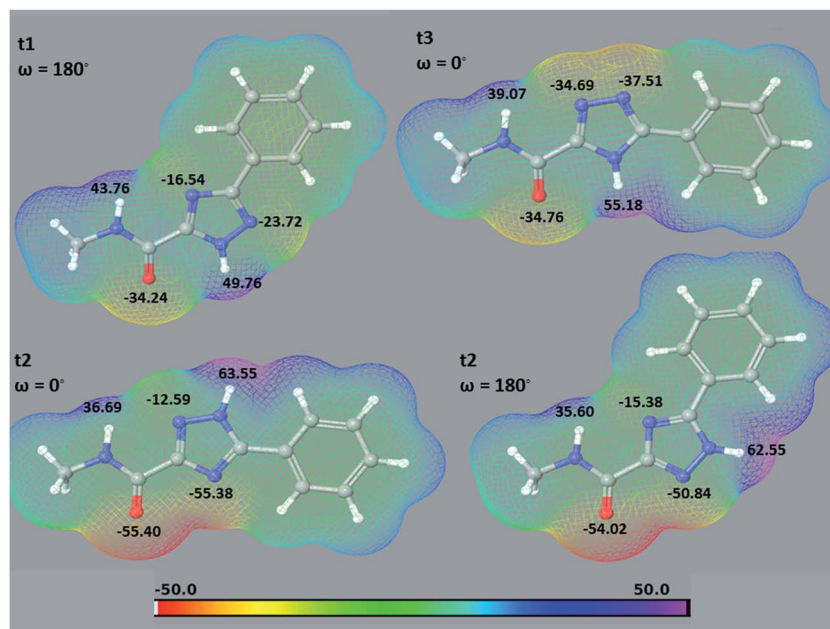 t1
ω = 180°
43.76
-16.54
-23.72
-34.24
49.76
t3
ω = 0°
39.07
-34.69
-37.51
-34.76
55.18
t2
ω = 0°
63.55
36.69
-12.59
-55.38
-55.40
t2
ω = 180°
35.60
-15.38
62.55
-50.84
-54.02
-50.0
50.0